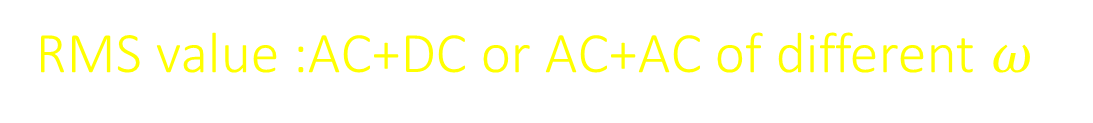 RMS value :AC+DC or AC+AC of different ω